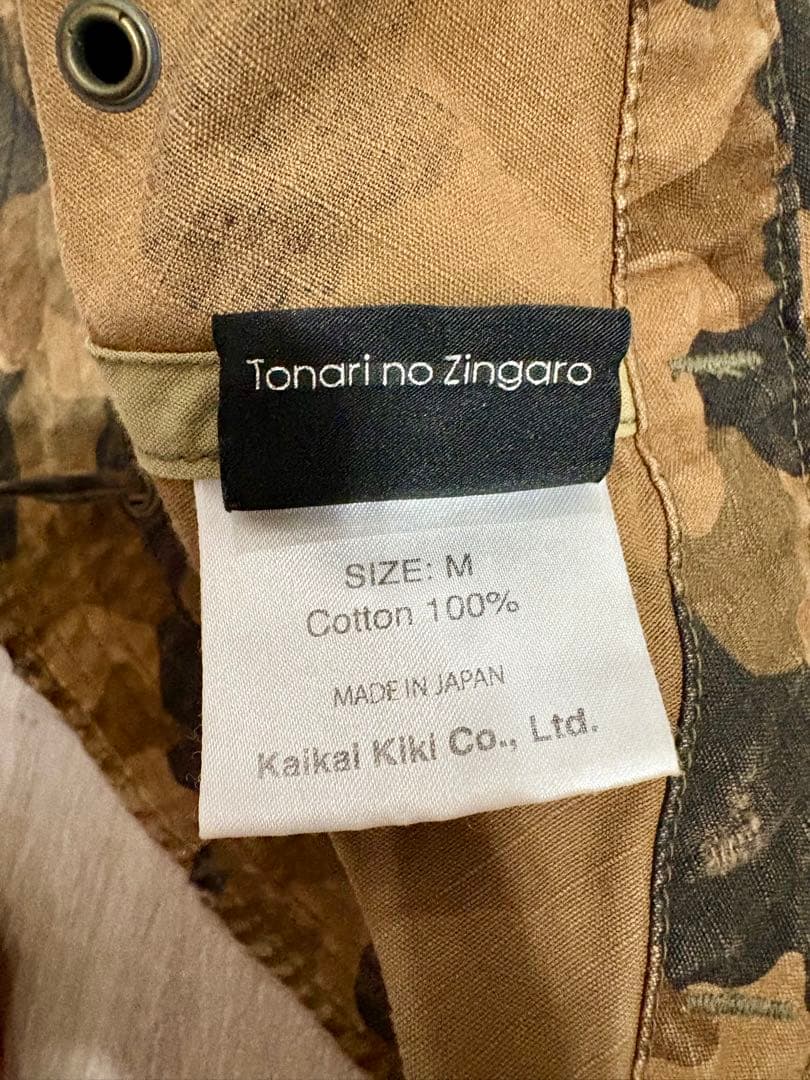 Tonari no Zingaro
SIZE: M
Cotton 100%
MADE IN JAPAN
Kaikai Kiki Co., Ltd.